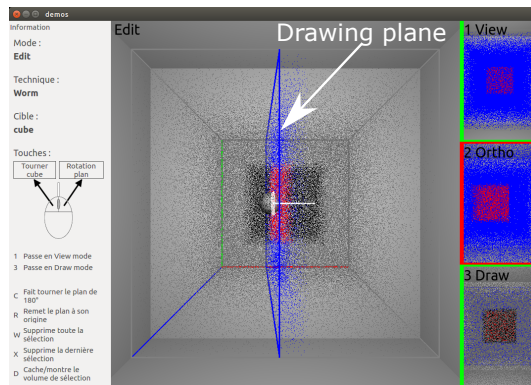 demos
Information
Mode :
Edit
Technique :
Worm
Cible :
cube
Touches :
Tourner
cube
Rotation
plan
1 Passe en View mode
3 Passe en Draw mode
C Fait tourner le plan de
180°
R Remet le plan à son
origine
W Supprime toute la
sélection
X Supprime la dernière
sélection
D Cache/montre le
volume de sélection
Edit
Drawing plane
1 View
2 Ortho
3 Draw